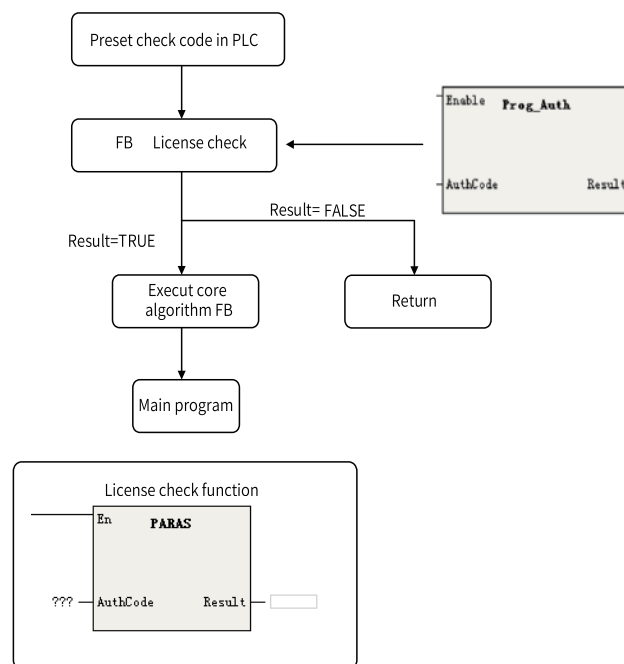 Preset check code in PLC
FB License check
Enable Prog_Auth
AuthCode Result
Result= FALSE
Result=TRUE
Execut core
algorithm FB
Return
Main program
License check function
En PARAS
??? AuthCode Result